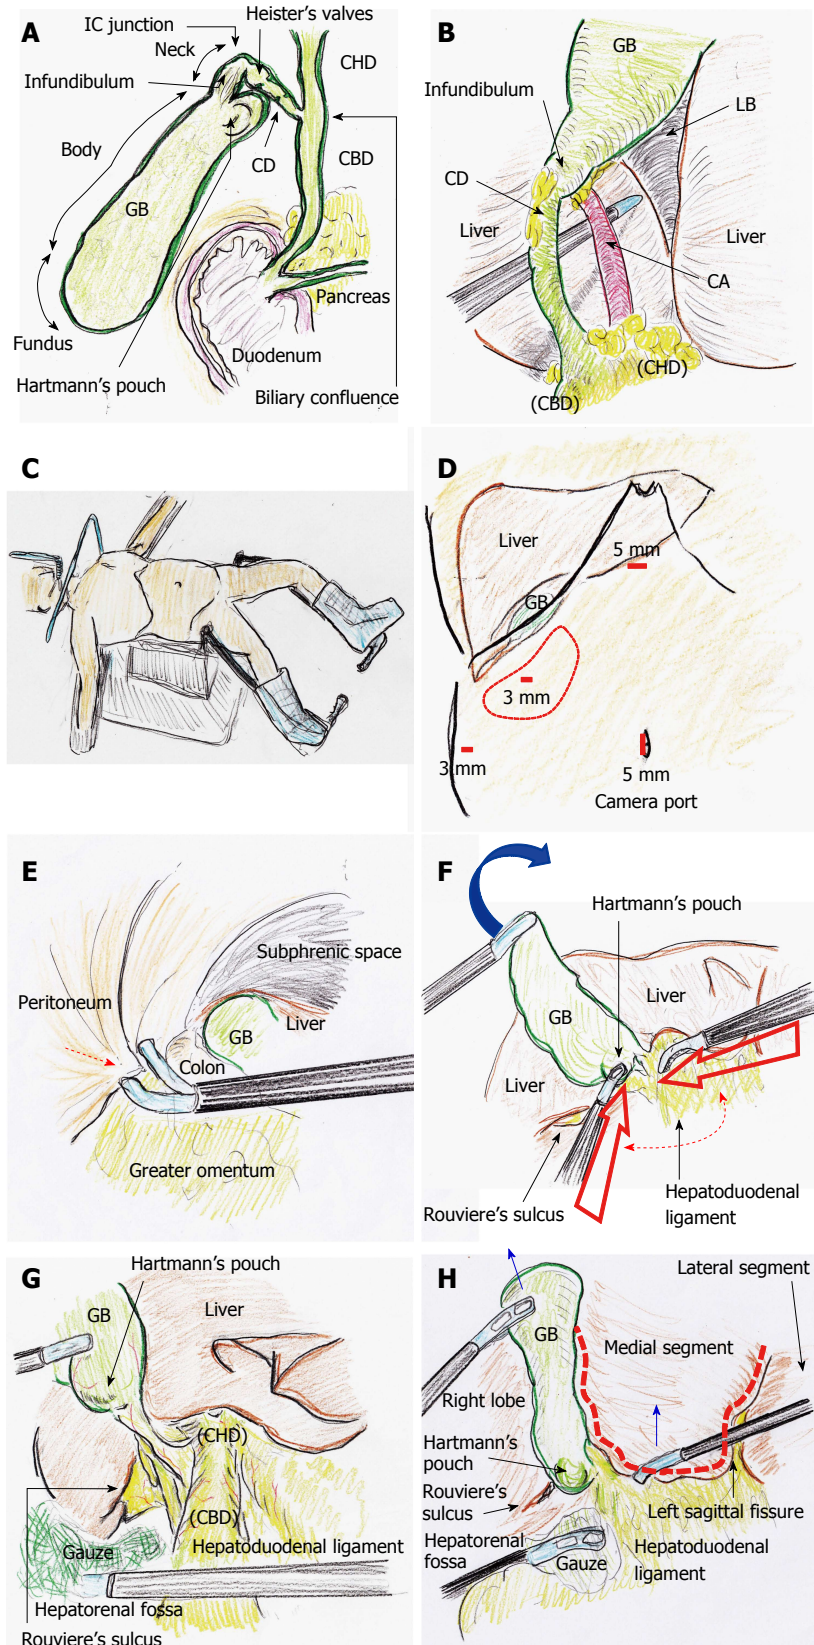 A
IC junction
Heister's valves
Neck
CHD
Infundibulum
Body
CD
CBD
GB
Pancreas
Fundus
Duodenum
Hartmann's pouch
Biliary confluence
B
GB
Infundibulum
LB
CD
Liver
Liver
CA
(CHD)
(CBD)
C
D
Liver
5 mm
GB
3 mm
3 mm
5 mm
Camera port
E
Subphrenic space
Peritoneum
Liver
GB
Colon
Greater omentum
F
Hartmann's pouch
Liver
GB
Liver
Rouviere's sulcus
Hepatoduodenal
ligament
G
Hartmann's pouch
GB
Liver
(CHD)
(CBD)
Hepatoduodenal ligament
Gauze
Hepatorenal fossa
Rouviere's sulcus
H
Lateral segment
GB
Medial segment
Right lobe
Hartmann's
pouch
Rouviere's
sulcus
Left sagittal fissure
Hepatorenal
fossa
Gauze
Hepatoduodenal
ligament